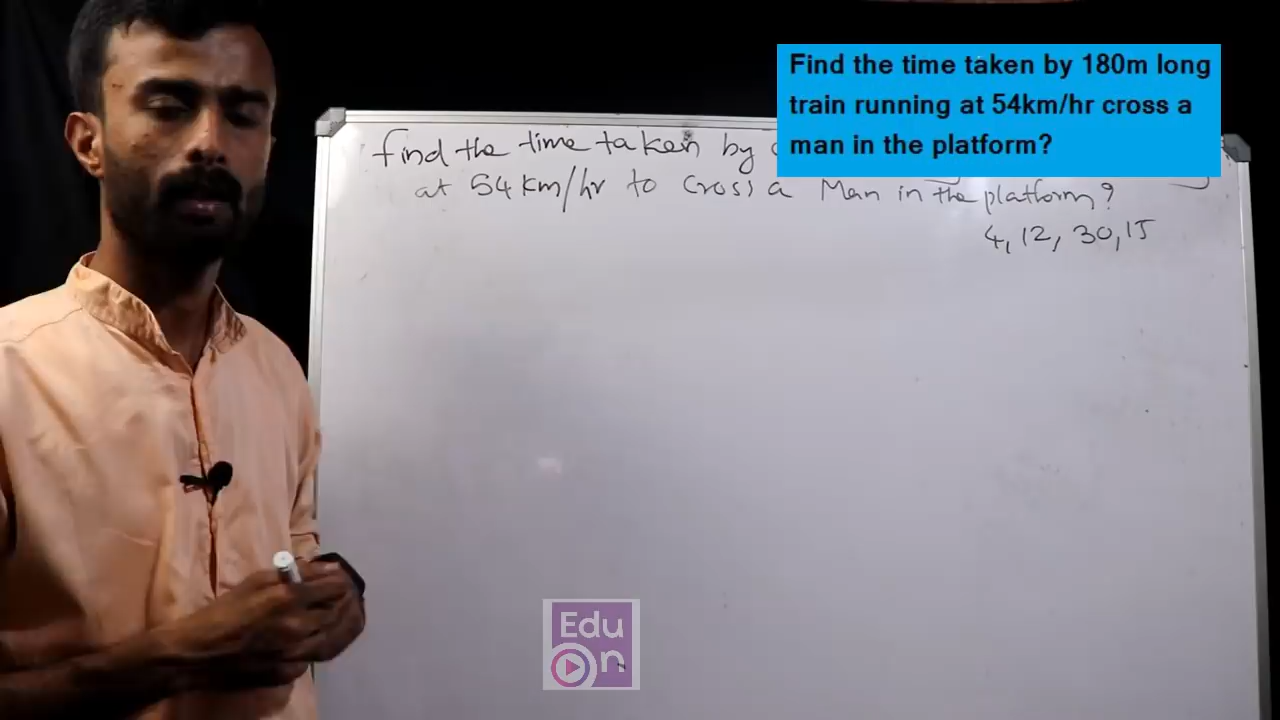 Find the time taken by 180m long
train running at 54km/hr cross a
man in the platform?
find the time taken by
at 54 km/hr to cross a Man in the platform?
4, 12, 30, 15
Edu
On